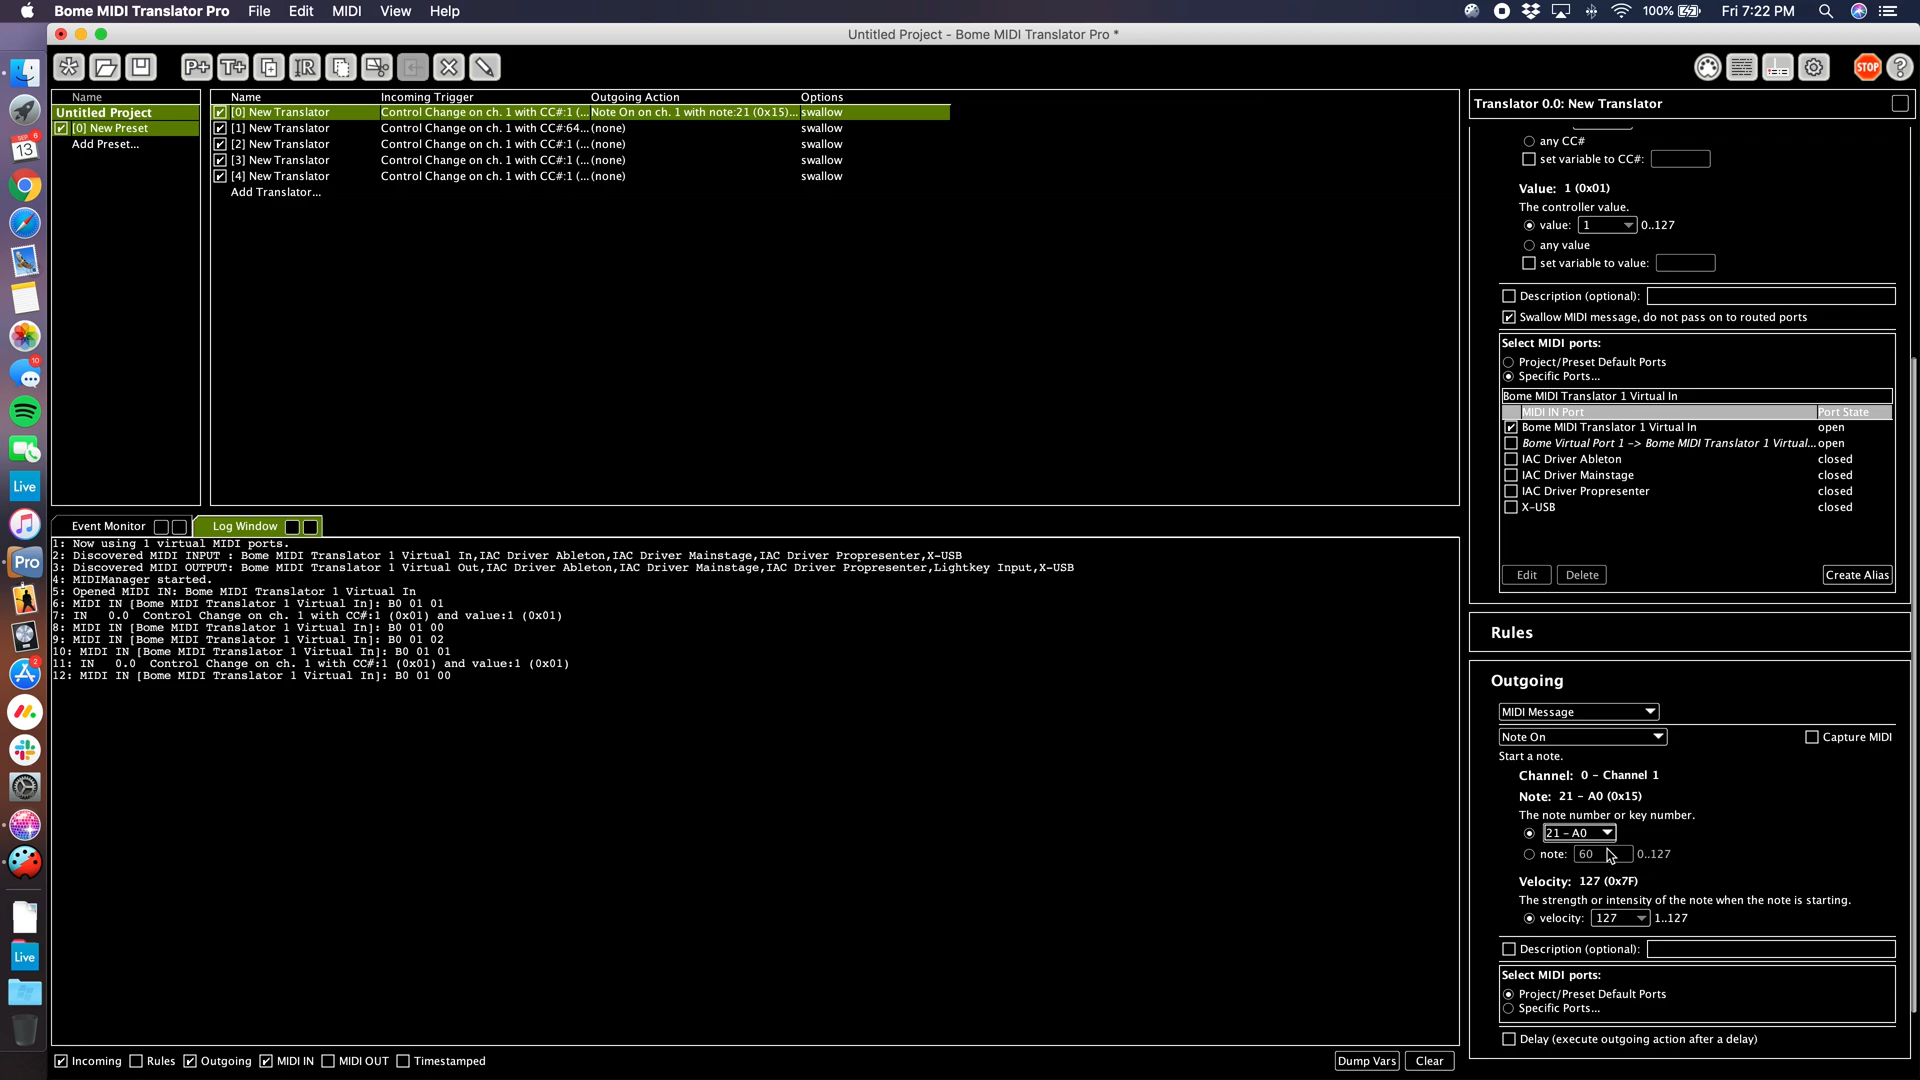 Bome MIDI Translator Pro File Edit MIDI View Help
100% Fri 7:22 PM
Untitled Project - Bome MIDI Translator Pro *
P+ T+ IR STOP ?
Name
Untitled Project
[0] New Preset
Add Preset...
Name Incoming Trigger Outgoing Action Options
[0] New Translator Control Change on ch. 1 with CC#:1 (... Note On on ch. 1 with note:21 (0x15)... swallow
[1] New Translator Control Change on ch. 1 with CC#:64... (none) swallow
[2] New Translator Control Change on ch. 1 with CC#:1 (... (none) swallow
[3] New Translator Control Change on ch. 1 with CC#:1 (... (none) swallow
[4] New Translator Control Change on ch. 1 with CC#:1 (... (none) swallow
Add Translator...
Event Monitor Log Window
1: Now using 1 virtual MIDI ports.
2: Discovered MIDI INPUT : Bome MIDI Translator 1 Virtual In,IAC Driver Ableton,IAC Driver Mainstage,IAC Driver Propresenter,X-USB
3: Discovered MIDI OUTPUT: Bome MIDI Translator 1 Virtual Out,IAC Driver Ableton,IAC Driver Mainstage,IAC Driver Propresenter,Lightkey Input,X-USB
4: MIDIManager started.
5: Opened MIDI IN: Bome MIDI Translator 1 Virtual In
6: MIDI IN [Bome MIDI Translator 1 Virtual In]: B0 01 01
7: IN 0.0 Control Change on ch. 1 with CC#:1 (0x01) and value:1 (0x01)
8: MIDI IN [Bome MIDI Translator 1 Virtual In]: B0 01 00
9: MIDI IN [Bome MIDI Translator 1 Virtual In]: B0 01 02
10: MIDI IN [Bome MIDI Translator 1 Virtual In]: B0 01 01
11: IN 0.0 Control Change on ch. 1 with CC#:1 (0x01) and value:1 (0x01)
12: MIDI IN [Bome MIDI Translator 1 Virtual In]: B0 01 00
Incoming Rules Outgoing MIDI IN MIDI OUT Timestamped
Dump Vars Clear
Translator 0.0: New Translator
any CC#
set variable to CC#:
Value: 1 (0x01)
The controller value.
value: 1 0..127
any value
set variable to value:
Description (optional):
Swallow MIDI message, do not pass on to routed ports
Select MIDI ports:
Project/Preset Default Ports
Specific Ports...
Bome MIDI Translator 1 Virtual In
MIDI IN Port Port State
Bome MIDI Translator 1 Virtual In open
Bome Virtual Port 1 -> Bome MIDI Translator 1 Virtual... open
IAC Driver Ableton closed
IAC Driver Mainstage closed
IAC Driver Propresenter closed
X-USB closed
Edit Delete Create Alias
Rules
Outgoing
MIDI Message
Note On Capture MIDI
Start a note.
Channel: 0 - Channel 1
Note: 21 - A0 (0x15)
The note number or key number.
21 - A0
note: 60 0..127
Velocity: 127 (0x7F)
The strength or intensity of the note when the note is starting.
velocity: 127 1..127
Description (optional):
Select MIDI ports:
Project/Preset Default Ports
Specific Ports...
Delay (execute outgoing action after a delay)
SEP 6
13
10
Live
Pro
2
Live